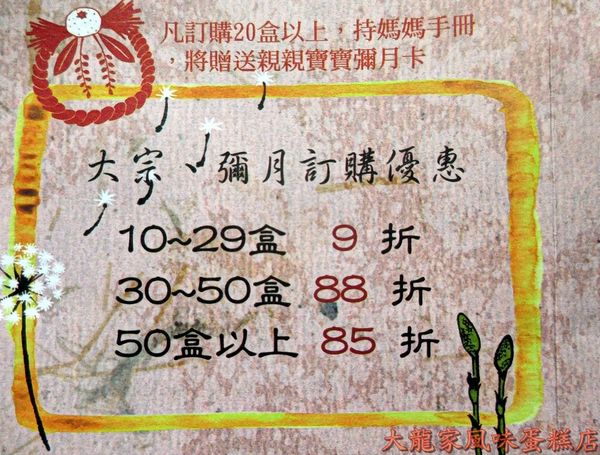 凡訂購20盒以上，持媽媽手冊
，將贈送親親寶寶彌月卡
大宗、彌月訂購優惠
10~29盒 9 折
30~50盒 88 折
50盒以上 85 折
大龍家風味蛋糕店